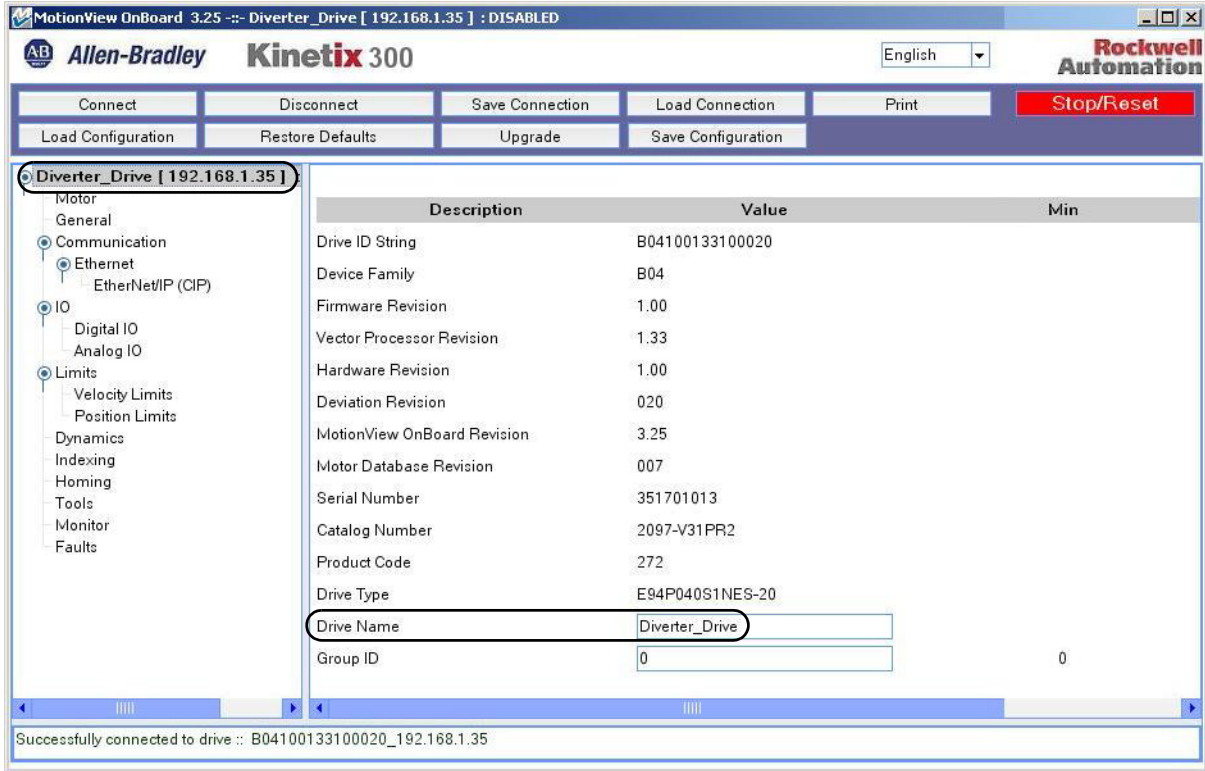 MotionView OnBoard 3.25 -::- Diverter_Drive [ 192.168.1.35 ] : DISABLED
AB Allen-Bradley Kinetix 300 English Rockwell Automation
Connect Disconnect Save Connection Load Connection Print Stop/Reset
Load Configuration Restore Defaults Upgrade Save Configuration
Diverter_Drive [ 192.168.1.35 ] :
Motor
General
Communication
Ethernet
EtherNet/IP (CIP)
IO
Digital IO
Analog IO
Limits
Velocity Limits
Position Limits
Dynamics
Indexing
Homing
Tools
Monitor
Faults
Description Value Min
Drive ID String B04100133100020
Device Family B04
Firmware Revision 1.00
Vector Processor Revision 1.33
Hardware Revision 1.00
Deviation Revision 020
MotionView OnBoard Revision 3.25
Motor Database Revision 007
Serial Number 351701013
Catalog Number 2097-V31PR2
Product Code 272
Drive Type E94P040S1NES-20
Drive Name Diverter_Drive
Group ID 0 0
Successfully connected to drive :: B04100133100020_192.168.1.35